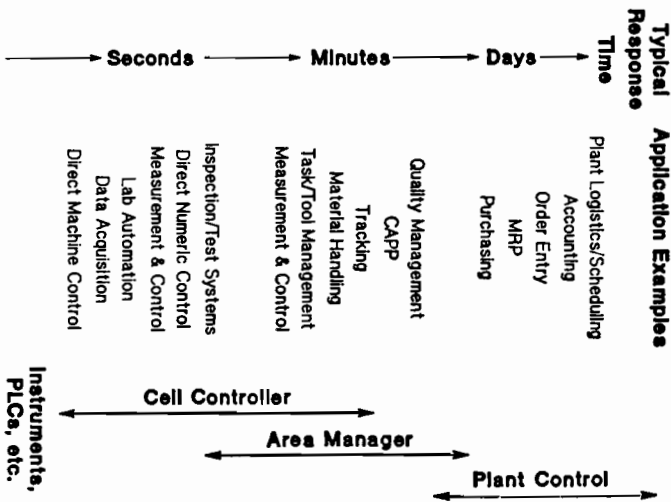 Typical
Response
Time
Seconds
Minutes
Days
Application Examples
Plant Logistics/Scheduling
Accounting
Order Entry
MRP
Purchasing
Quality Management
CAPP
Tracking
Material Handling
Task/Tool Management
Measurement & Control
Inspection/Test Systems
Direct Numeric Control
Measurement & Control
Lab Automation
Data Acquisition
Direct Machine Control
Cell Controller
Area Manager
Plant Control
Instruments,
PLCs, etc.